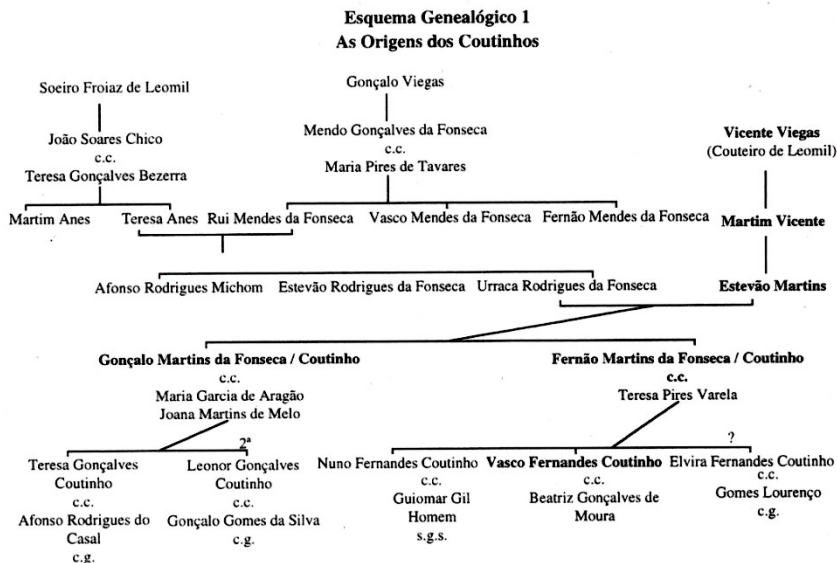 Esquema Genealógico 1
As Origens dos Coutinhos
Soeiro Froiaz de Leomil
Gonçalo Viegas
João Soares Chico
c.c.
Teresa Gonçalves Bezerra
Mendo Gonçalves da Fonseca
c.c.
Maria Pires de Tavares
Vicente Viegas
(Couteiro de Leomil)
Martim Anes
Teresa Anes
Rui Mendes da Fonseca
Vasco Mendes da Fonseca
Fernão Mendes da Fonseca
Martim Vicente
Afonso Rodrigues Michom
Estevão Rodrigues da Fonseca
Urraca Rodrigues da Fonseca
Estevão Martins
Gonçalo Martins da Fonseca / Coutinho
c.c.
Maria Garcia de Aragão
Joana Martins de Melo
Fernão Martins da Fonseca / Coutinho
c.c.
Teresa Pires Varela
Teresa Gonçalves
Coutinho
c.c.
Afonso Rodrigues do
Casal
c.g.
2ª
Leonor Gonçalves
Coutinho
c.c.
Gonçalo Gomes da Silva
c.g.
Nuno Fernandes Coutinho
c.c.
Guiomar Gil
Homem
s.g.s.
Vasco Fernandes Coutinho
c.c.
Beatriz Gonçalves de
Moura
?
Elvira Fernandes Coutinho
c.c.
Gomes Lourenço
c.g.